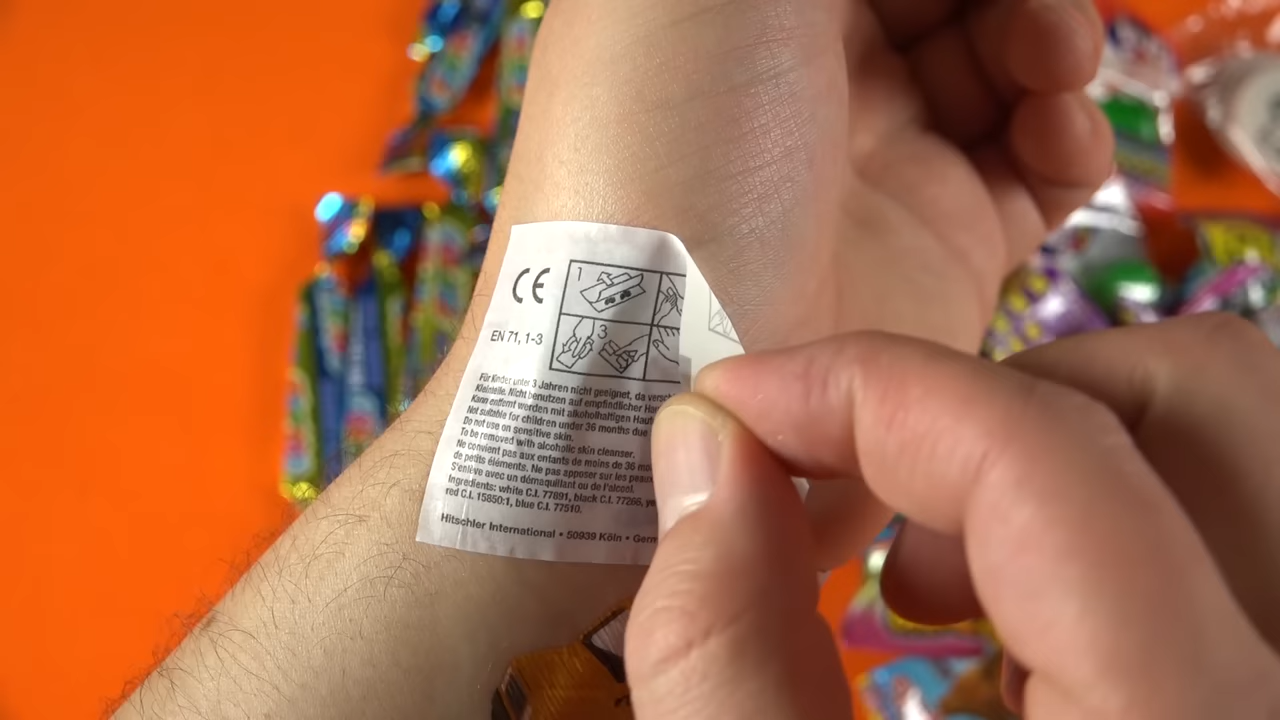 CE
1
EN 71, 1-3
3
Für Kinder unter 3 Jahren nicht geeignet, da
Kleinteile. Nicht benutzen auf empfindlicher
Kann entfernt werden mit alkoholhaltigen
Not suitable for children under 36 months due
Do not use on sensitive skin.
To be removed with alcoholic skin cleanser.
Ne convient pas aux enfants de moins de 36
de petits éléments. Ne pas apposer sur les
S'enlève avec un démaquillant ou de l'alcool.
Ingredients: white C.I. 77891, black C.I. 77266,
red C.I. 15850:1, blue C.I. 77510.
Hitschler International • 50939 Köln •